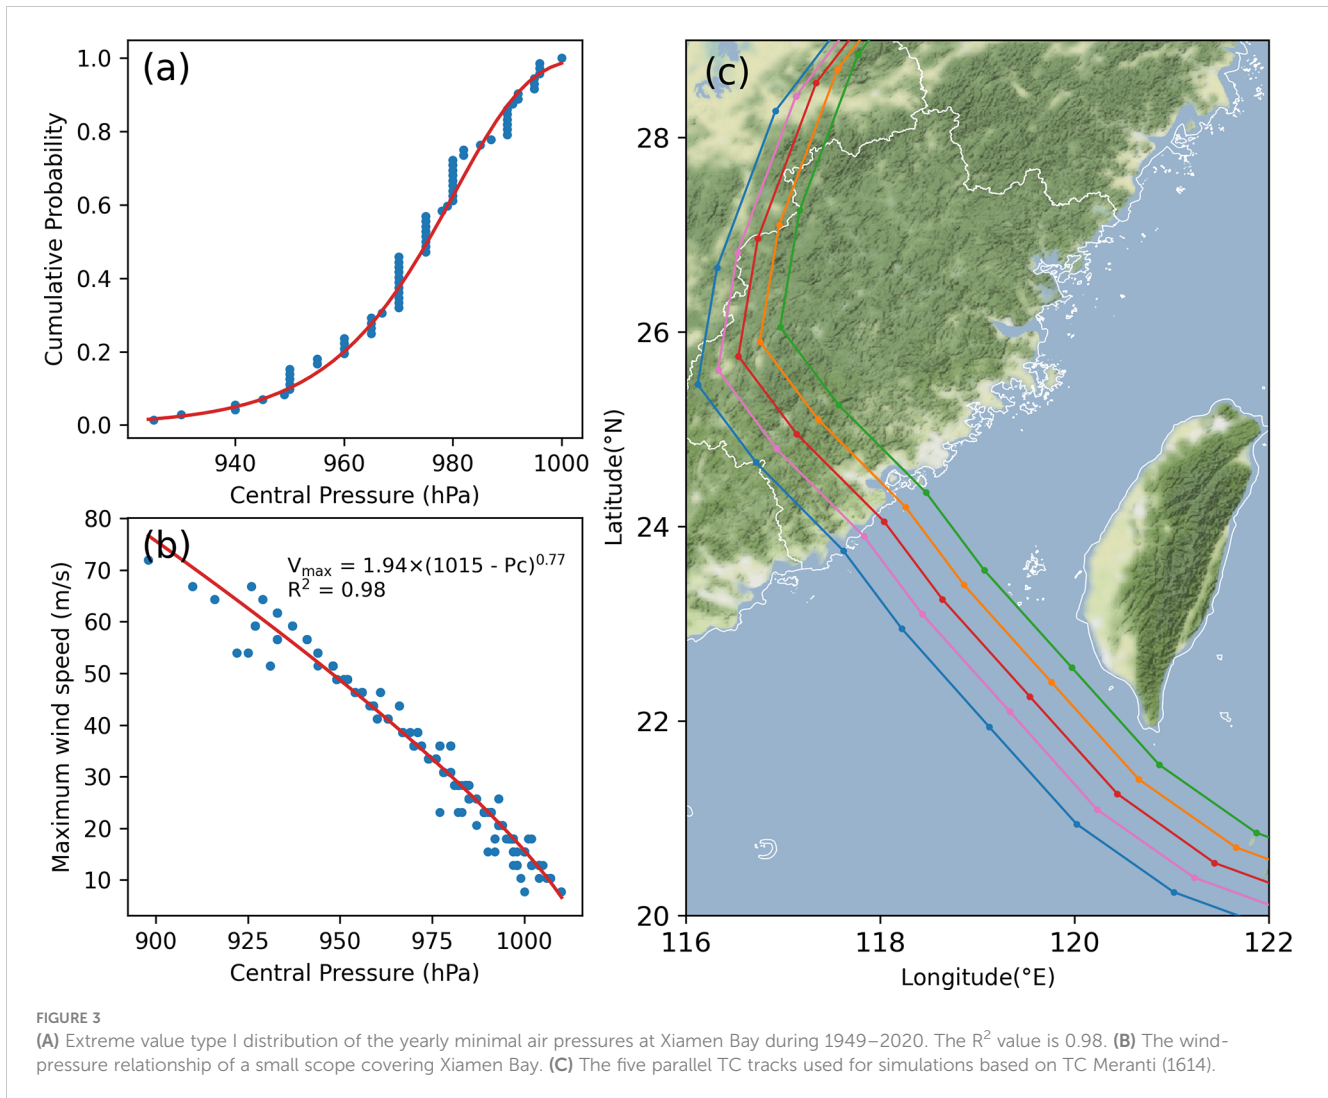 (a)
1.0
0.8
0.6
0.4
0.2
0.0
Cumulative Probability
940 960 980 1000
Central Pressure (hPa)
(b)
V_max = 1.94×(1015 - Pc)^0.77
R² = 0.98
80
70
60
50
40
30
20
10
Maximum wind speed (m/s)
900 925 950 975 1000
Central Pressure (hPa)
(c)
28
26
24
22
20
Latitude(°N)
116 118 120 122
Longitude(°E)
FIGURE 3
(A) Extreme value type I distribution of the yearly minimal air pressures at Xiamen Bay during 1949–2020. The R² value is 0.98. (B) The wind-
pressure relationship of a small scope covering Xiamen Bay. (C) The five parallel TC tracks used for simulations based on TC Meranti (1614).